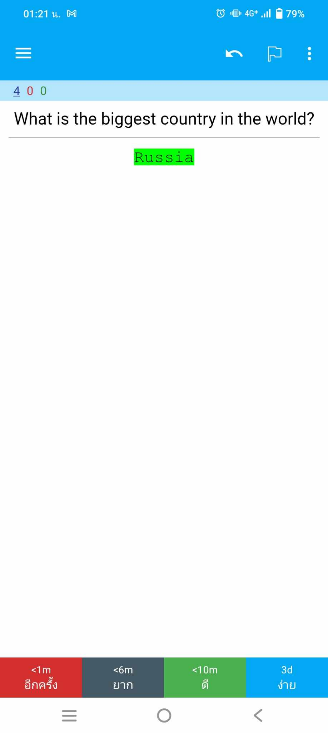 01:21 น. 4G+ 79%
4 0 0
What is the biggest country in the world?
Russia
<1m <6m <10m 3d
อีกครั้ง ยาก ดี ง่าย